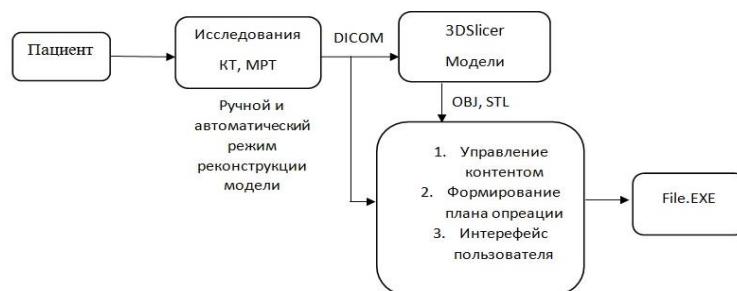 Пациент
Исследования
КТ, МРТ
DICOM
3DSlicer
Модели
Ручной и
автоматический
режим
реконструкции
модели
OBJ, STL
1. Управление
контентом
2. Формирование
плана опреации
3. Интерефейс
пользователя
File.EXE